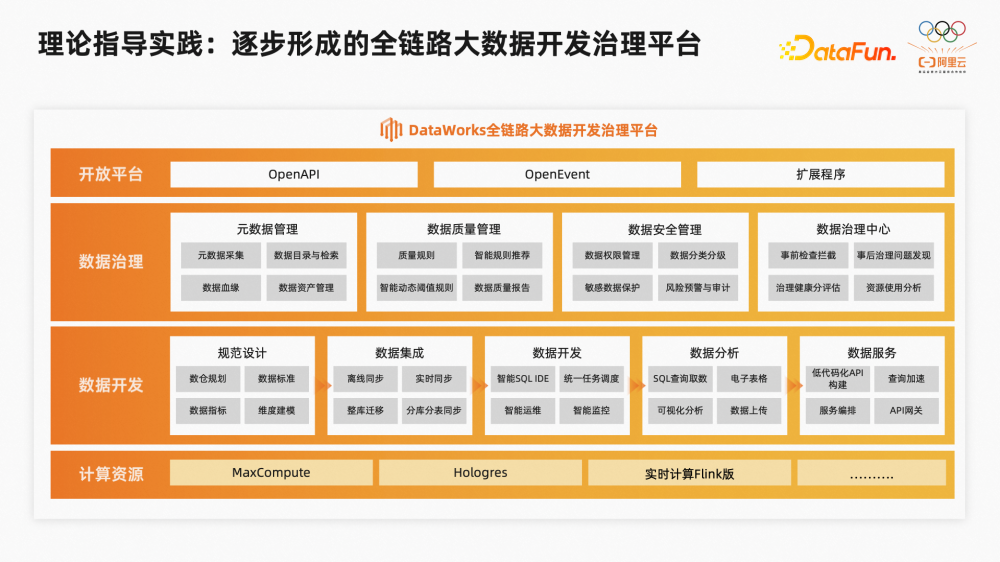 理论指导实践：逐步形成的全链路大数据开发治理平台
DataFun.
阿里云
DataWorks全链路大数据开发治理平台
开放平台
OpenAPI
OpenEvent
扩展程序
数据治理
元数据管理
元数据采集
数据目录与检索
数据血缘
数据资产管理
数据质量管理
质量规则
智能规则推荐
智能动态阈值规则
数据质量报告
数据安全管理
数据权限管理
数据分类分级
敏感数据保护
风险预警与审计
数据治理中心
事前检查拦截
事后治理问题发现
治理健康分评估
资源使用分析
数据开发
规范设计
数仓规划
数据标准
数据指标
维度建模
数据集成
离线同步
实时同步
整库迁移
分库分表同步
数据开发
智能SQL IDE
统一任务调度
智能运维
智能监控
数据分析
SQL查询取数
电子表格
可视化分析
数据上传
数据服务
低代码化API
构建
查询加速
服务编排
API网关
计算资源
MaxCompute
Hologres
实时计算Flink版
..........